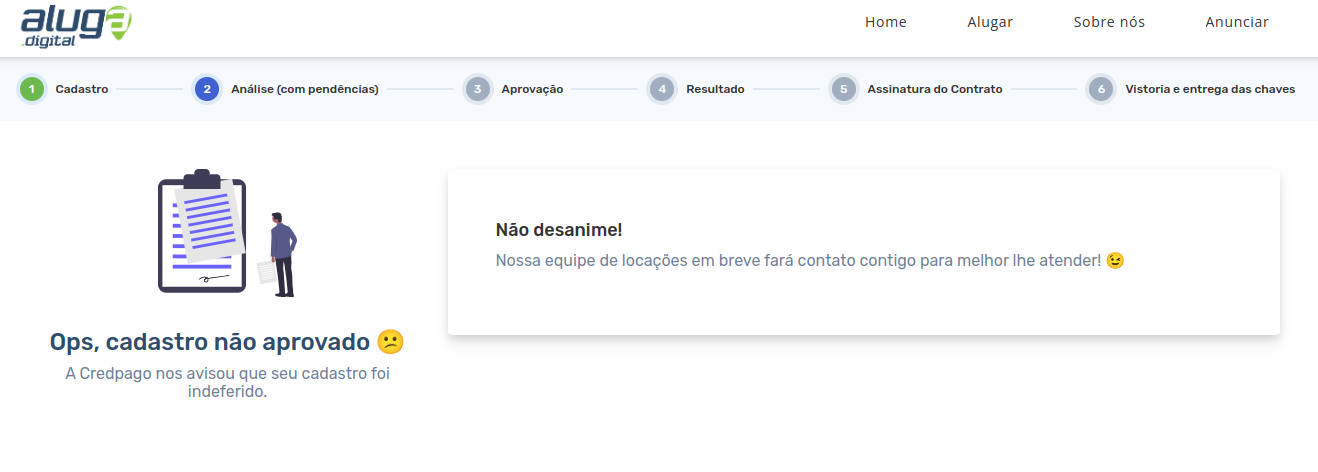 aluga
.digital
Home
Alugar
Sobre nós
Anunciar
1 Cadastro
2 Análise (com pendências)
3 Aprovação
4 Resultado
5 Assinatura do Contrato
6 Vistoria e entrega das chaves
Ops, cadastro não aprovado 😕
A Credpago nos avisou que seu cadastro foi
indeferido.
Não desanime!
Nossa equipe de locações em breve fará contato contigo para melhor lhe atender! 😉